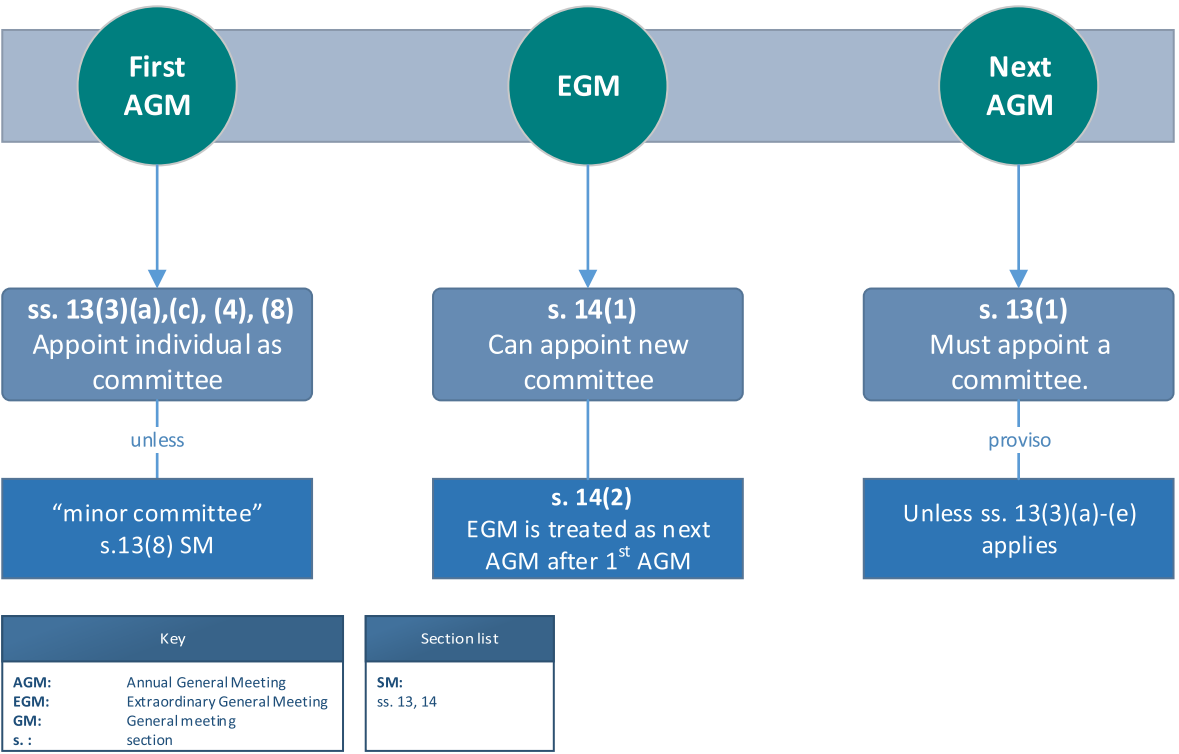 First
AGM
EGM
Next
AGM
ss. 13(3)(a),(c), (4), (8)
Appoint individual as
committee
s. 14(1)
Can appoint new
committee
s. 13(1)
Must appoint a
committee.
unless
proviso
“minor committee”
s.13(8) SM
s. 14(2)
EGM is treated as next
AGM after 1st AGM
Unless ss. 13(3)(a)-(e)
applies
Key
AGM: Annual General Meeting
EGM: Extraordinary General Meeting
GM: General meeting
s. : section
Section list
SM:
ss. 13, 14